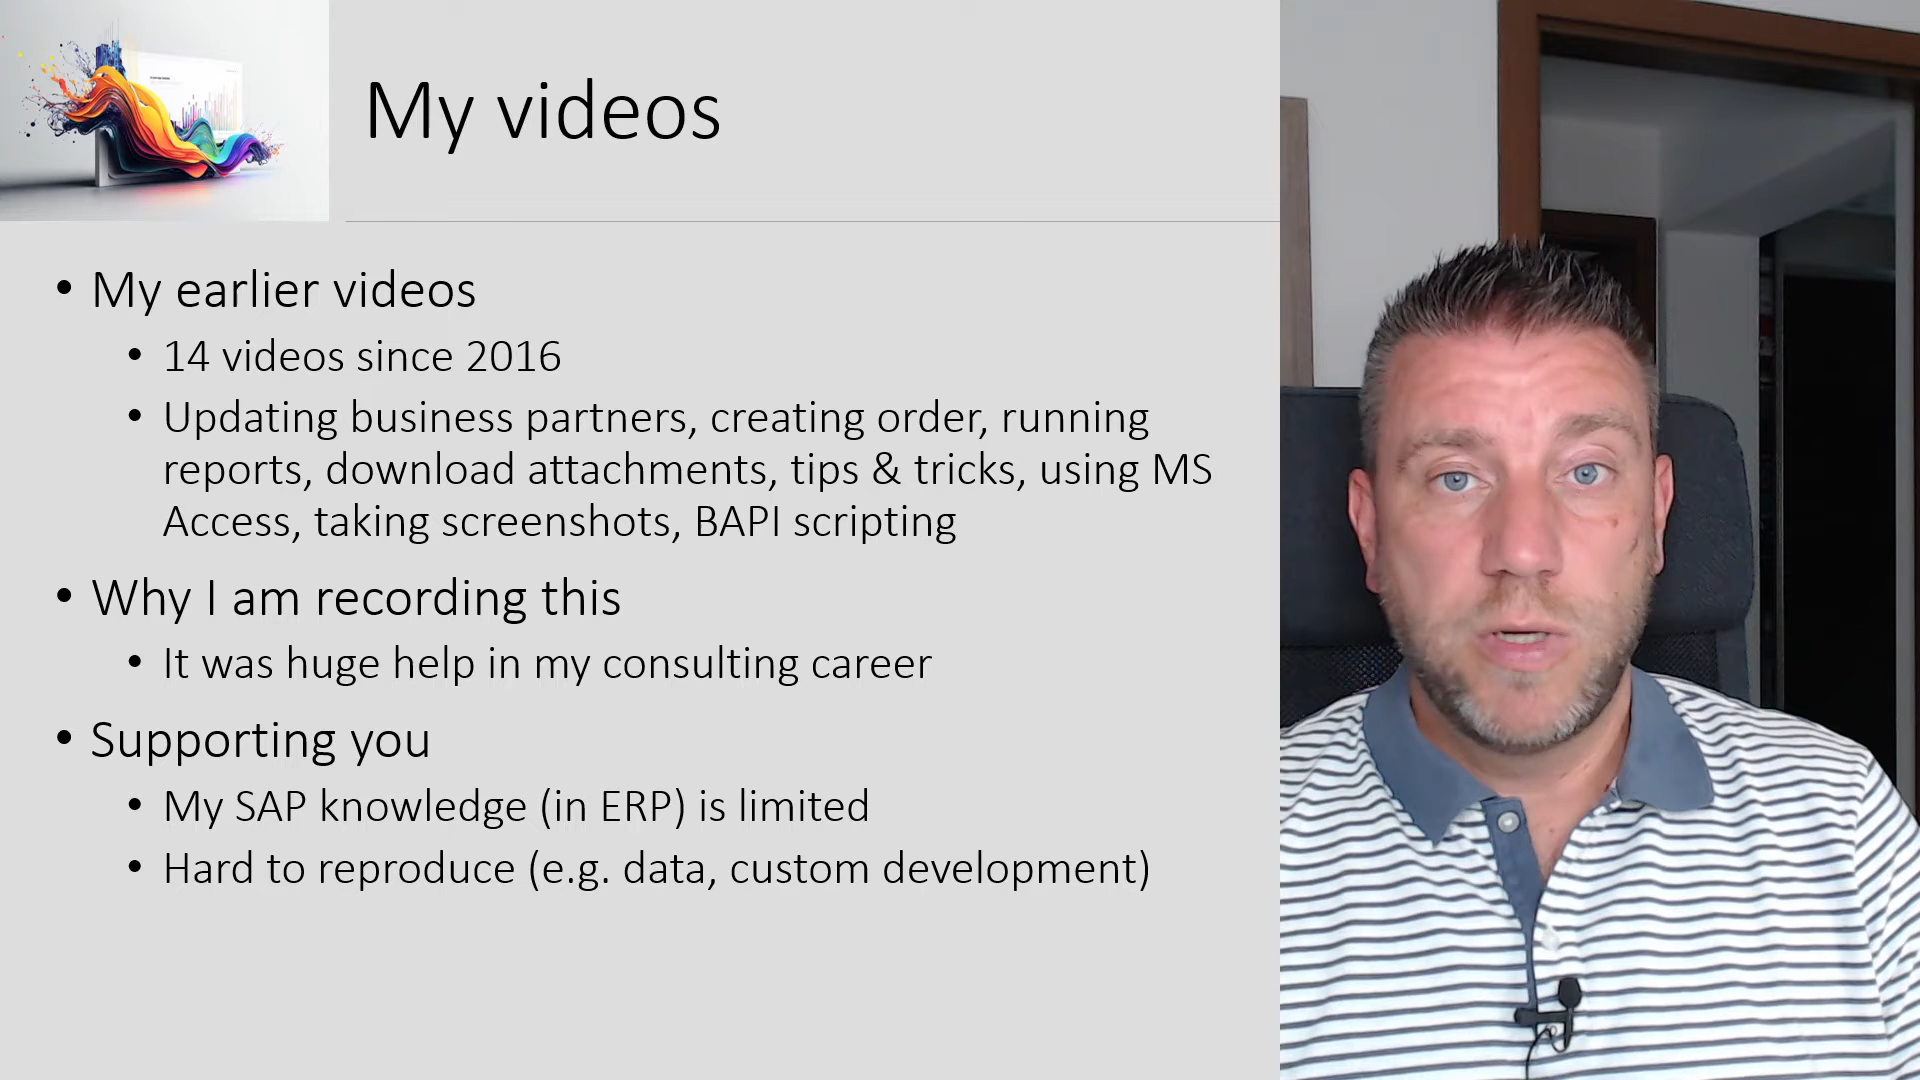 My videos
• My earlier videos
• 14 videos since 2016
• Updating business partners, creating order, running
reports, download attachments, tips & tricks, using MS
Access, taking screenshots, BAPI scripting
• Why I am recording this
• It was huge help in my consulting career
• Supporting you
• My SAP knowledge (in ERP) is limited
• Hard to reproduce (e.g. data, custom development)